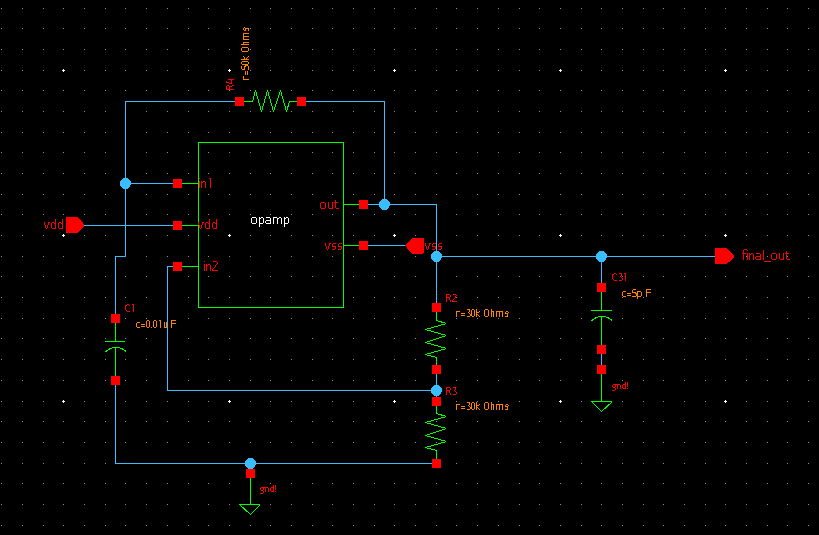 r=50k Ohms
R4
in1
out
vdd
vdd
opamp
vss
vss
final_out
in2
C31
c=5p F
R2
r=30k Ohms
C1
c=0.01u F
gnd!
R3
r=30k Ohms
gnd!